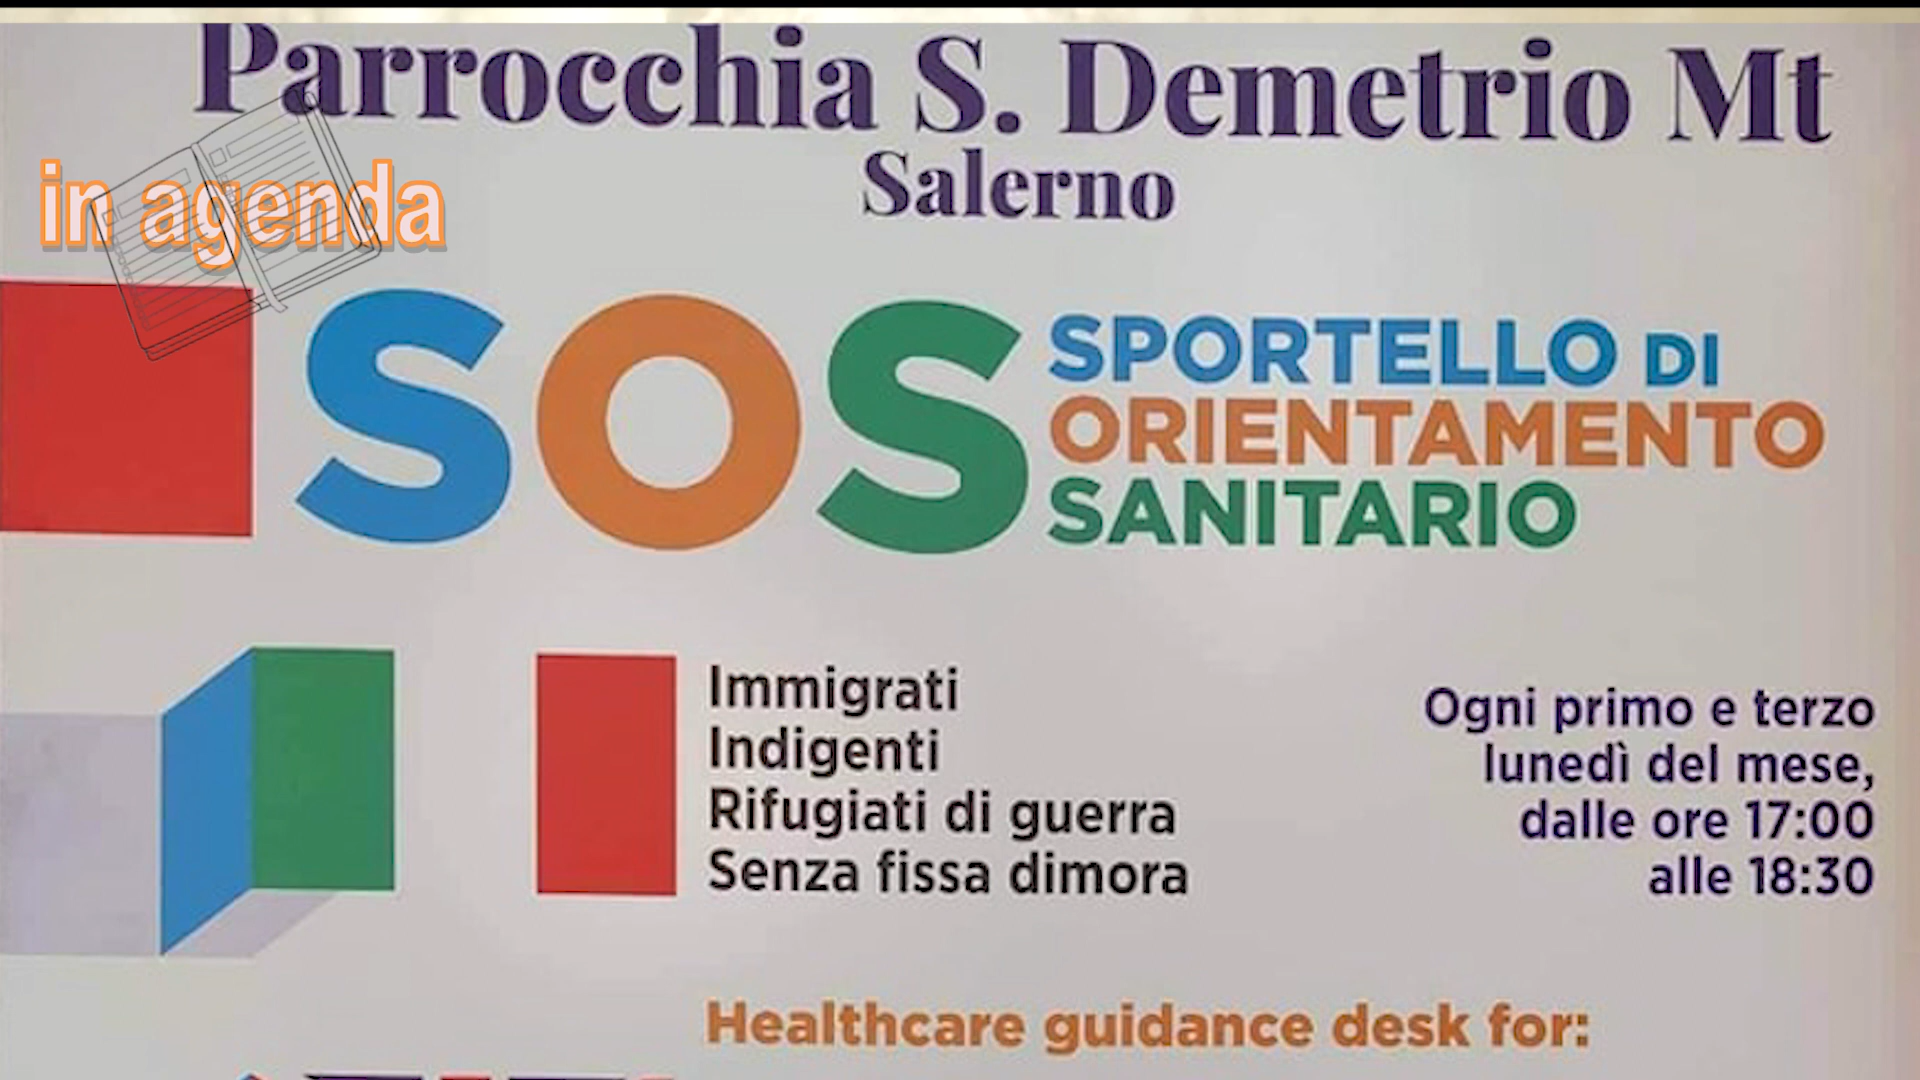 Parrocchia S. Demetrio Mt
Salerno
in agenda
SOS
SPORTELLO DI
ORIENTAMENTO
SANITARIO
Immigrati
Indigenti
Rifugiati di guerra
Senza fissa dimora
Ogni primo e terzo
lunedì del mese,
dalle ore 17:00
alle 18:30
Healthcare guidance desk for: